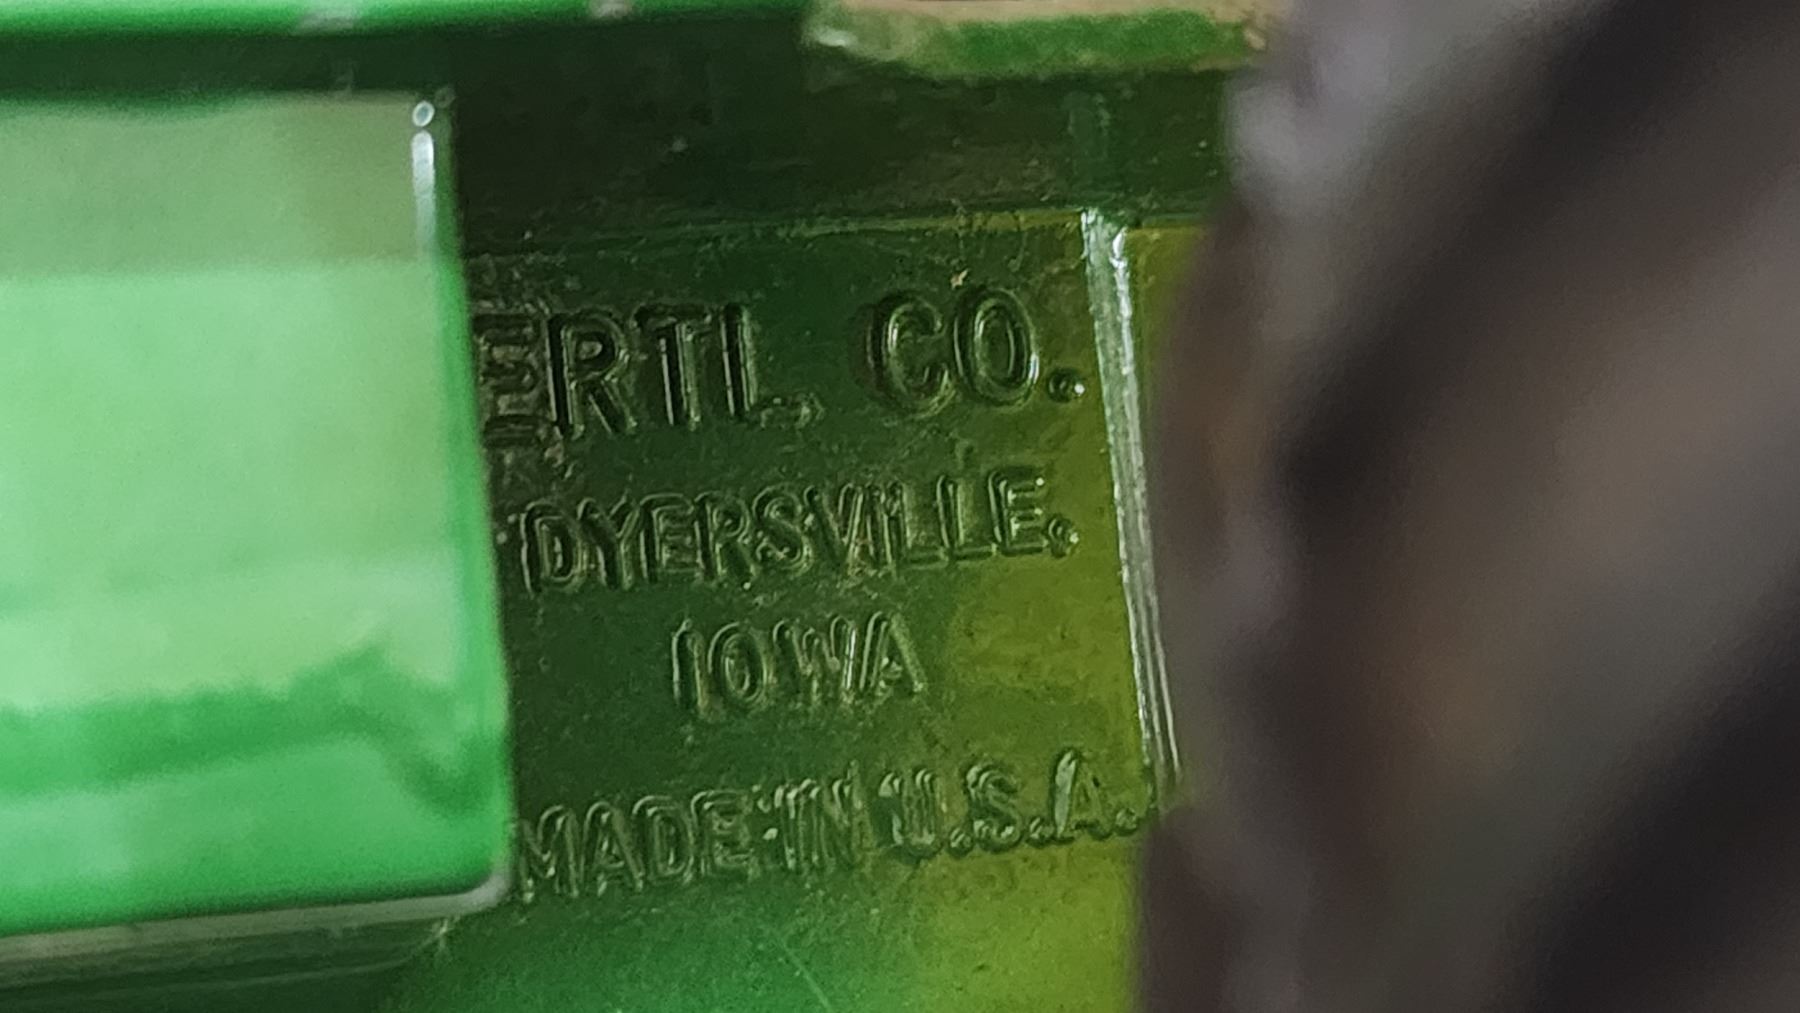 ERTL CO.
DYERSVILLE.
IOWA
MADE IN U.S.A.